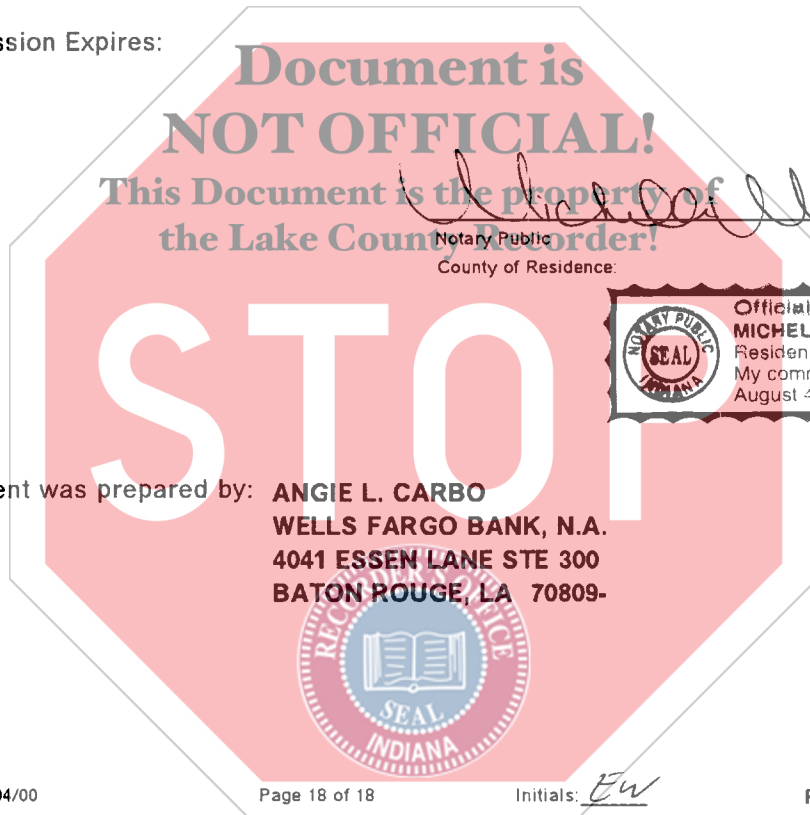 ssion Expires:
Document is
NOT OFFICIAL!
This Document is the property of
the Lake County Recorder!
Notary Public
County of Residence:
NOTARY PUBLIC
SEAL
INDIANA
Official
MICHEL
Residen
My comm
August 4
STOP
ent was prepared by: ANGIE L. CARBO
WELLS FARGO BANK, N.A.
4041 ESSEN LANE STE 300
BATON ROUGE, LA 70809-
RECORDER'S OFFICE
SEAL
INDIANA
04/00 Page 18 of 18 Initials: EW